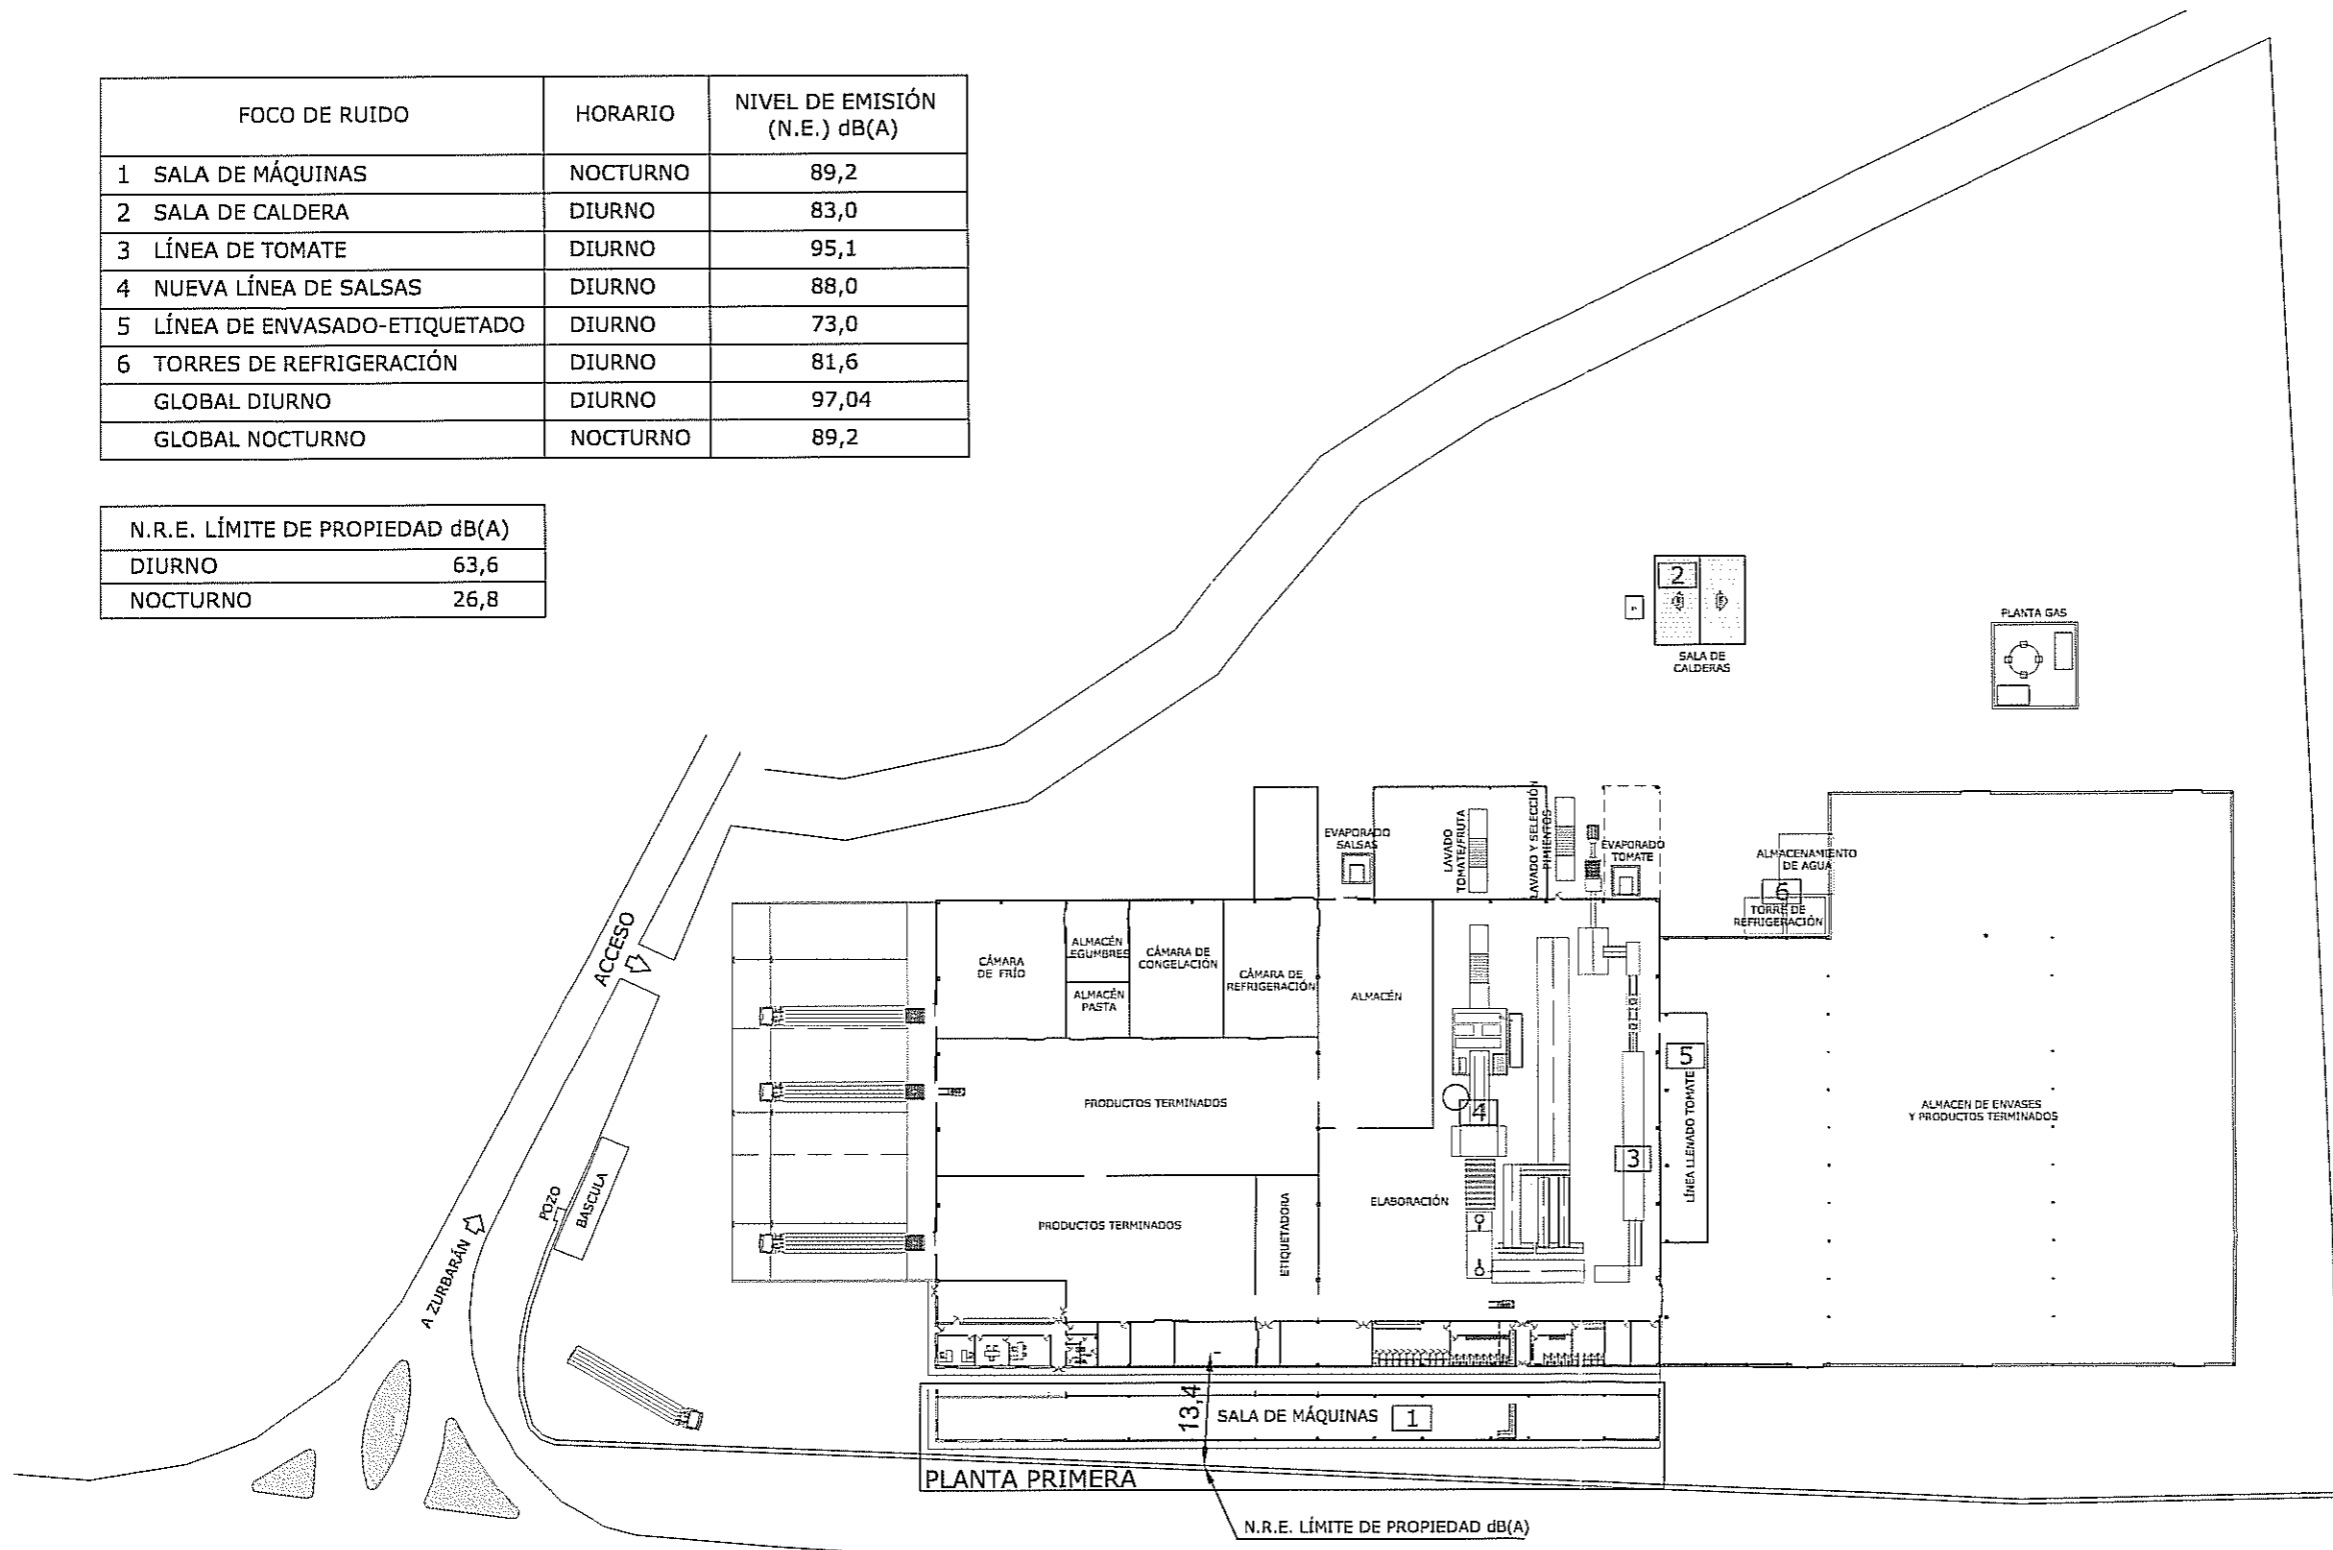 FOCO DE RUIDO HORARIO NIVEL DE EMISIÓN (N.E.) dB(A)
1 SALA DE MÁQUINAS NOCTURNO 89,2
2 SALA DE CALDERA DIURNO 83,0
3 LÍNEA DE TOMATE DIURNO 95,1
4 NUEVA LÍNEA DE SALSAS DIURNO 88,0
5 LÍNEA DE ENVASADO-ETIQUETADO DIURNO 73,0
6 TORRES DE REFRIGERACIÓN DIURNO 81,6
GLOBAL DIURNO DIURNO 97,04
GLOBAL NOCTURNO NOCTURNO 89,2
N.R.E. LÍMITE DE PROPIEDAD dB(A)
DIURNO 63,6
NOCTURNO 26,8
2
SALA DE
CALDERAS
PLANTA GAS
EVAPORADO
SALSAS
LAVADO
TOMATE/FRUTA
LAVADO Y SELECCIÓN
PIMIENTOS
EVAPORADO
TOMATE
ALMACENAMIENTO
DE AGUA
6
TORRE DE
REFRIGERACIÓN
ACCESO
CÁMARA
DE FRÍO
ALMACÉN
LEGUMBRES
ALMACÉN
PASTA
CÁMARA DE
CONGELACIÓN
CÁMARA DE
REFRIGERACIÓN
ALMACÉN
5
LÍNEA LLENADO TOMATE
PRODUCTOS TERMINADOS
4
ALMACEN DE ENVASES
Y PRODUCTOS TERMINADOS
3
POZO
BASCULA
A ZURBARÁN
PRODUCTOS TERMINADOS
ETIQUETADORA
ELABORACIÓN
13,4
SALA DE MÁQUINAS 1
PLANTA PRIMERA
N.R.E. LÍMITE DE PROPIEDAD dB(A)